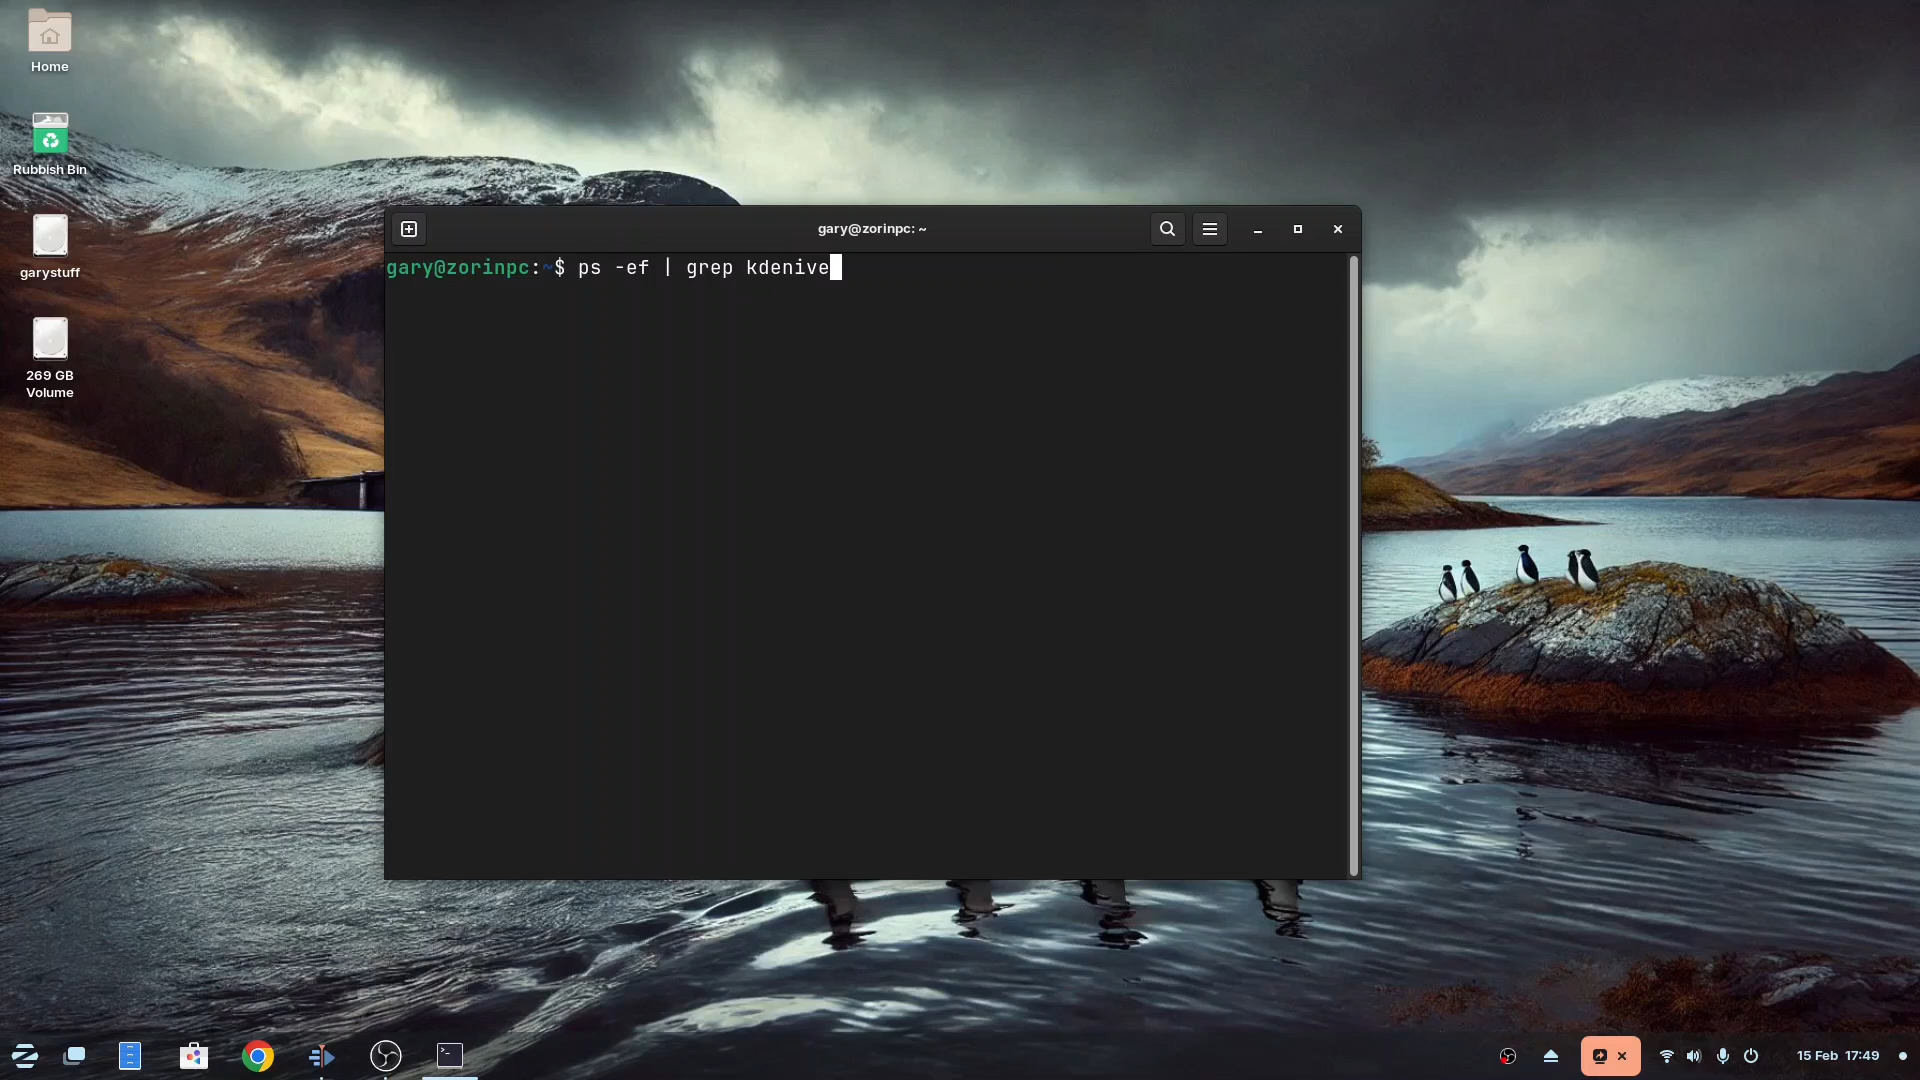 Home
Rubbish Bin
garystuff
269 GB
Volume
gary@zorinpc: ~
gary@zorinpc:~$ ps -ef | grep kdenive
15 Feb 17:49